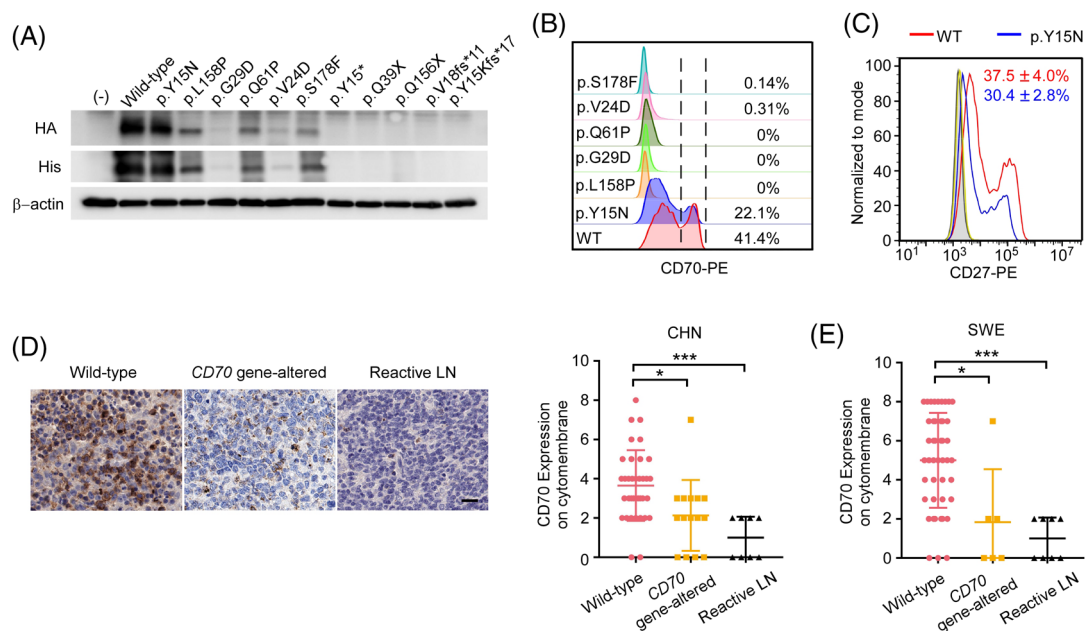 (A)
(-)
Wild-type
p.Y15N
p.L158P
p.G29D
p.Q61P
p.V24D
p.S178F
p.Y15*
p.Q39X
p.Q156X
p.V18fs*11
p.Y15Kfs*17
HA
His
β-actin
(B)
p.S178F 0.14%
p.V24D 0.31%
p.Q61P 0%
p.G29D 0%
p.L158P 0%
p.Y15N 22.1%
WT 41.4%
CD70-PE
(C)
WT p.Y15N
37.5 ± 4.0%
30.4 ± 2.8%
Normalized to mode
100
80
60
40
20
0
10¹ 10³ 10⁵ 10⁷
CD27-PE
(D)
Wild-type CD70 gene-altered Reactive LN
CHN
***
*
CD70 Expression
on cytomembrane
10
8
6
4
2
0
Wild-type
CD70
gene-altered
Reactive LN
(E)
SWE
***
*
CD70 Expression
on cytomembrane
10
8
6
4
2
0
Wild-type
CD70
gene-altered
Reactive LN